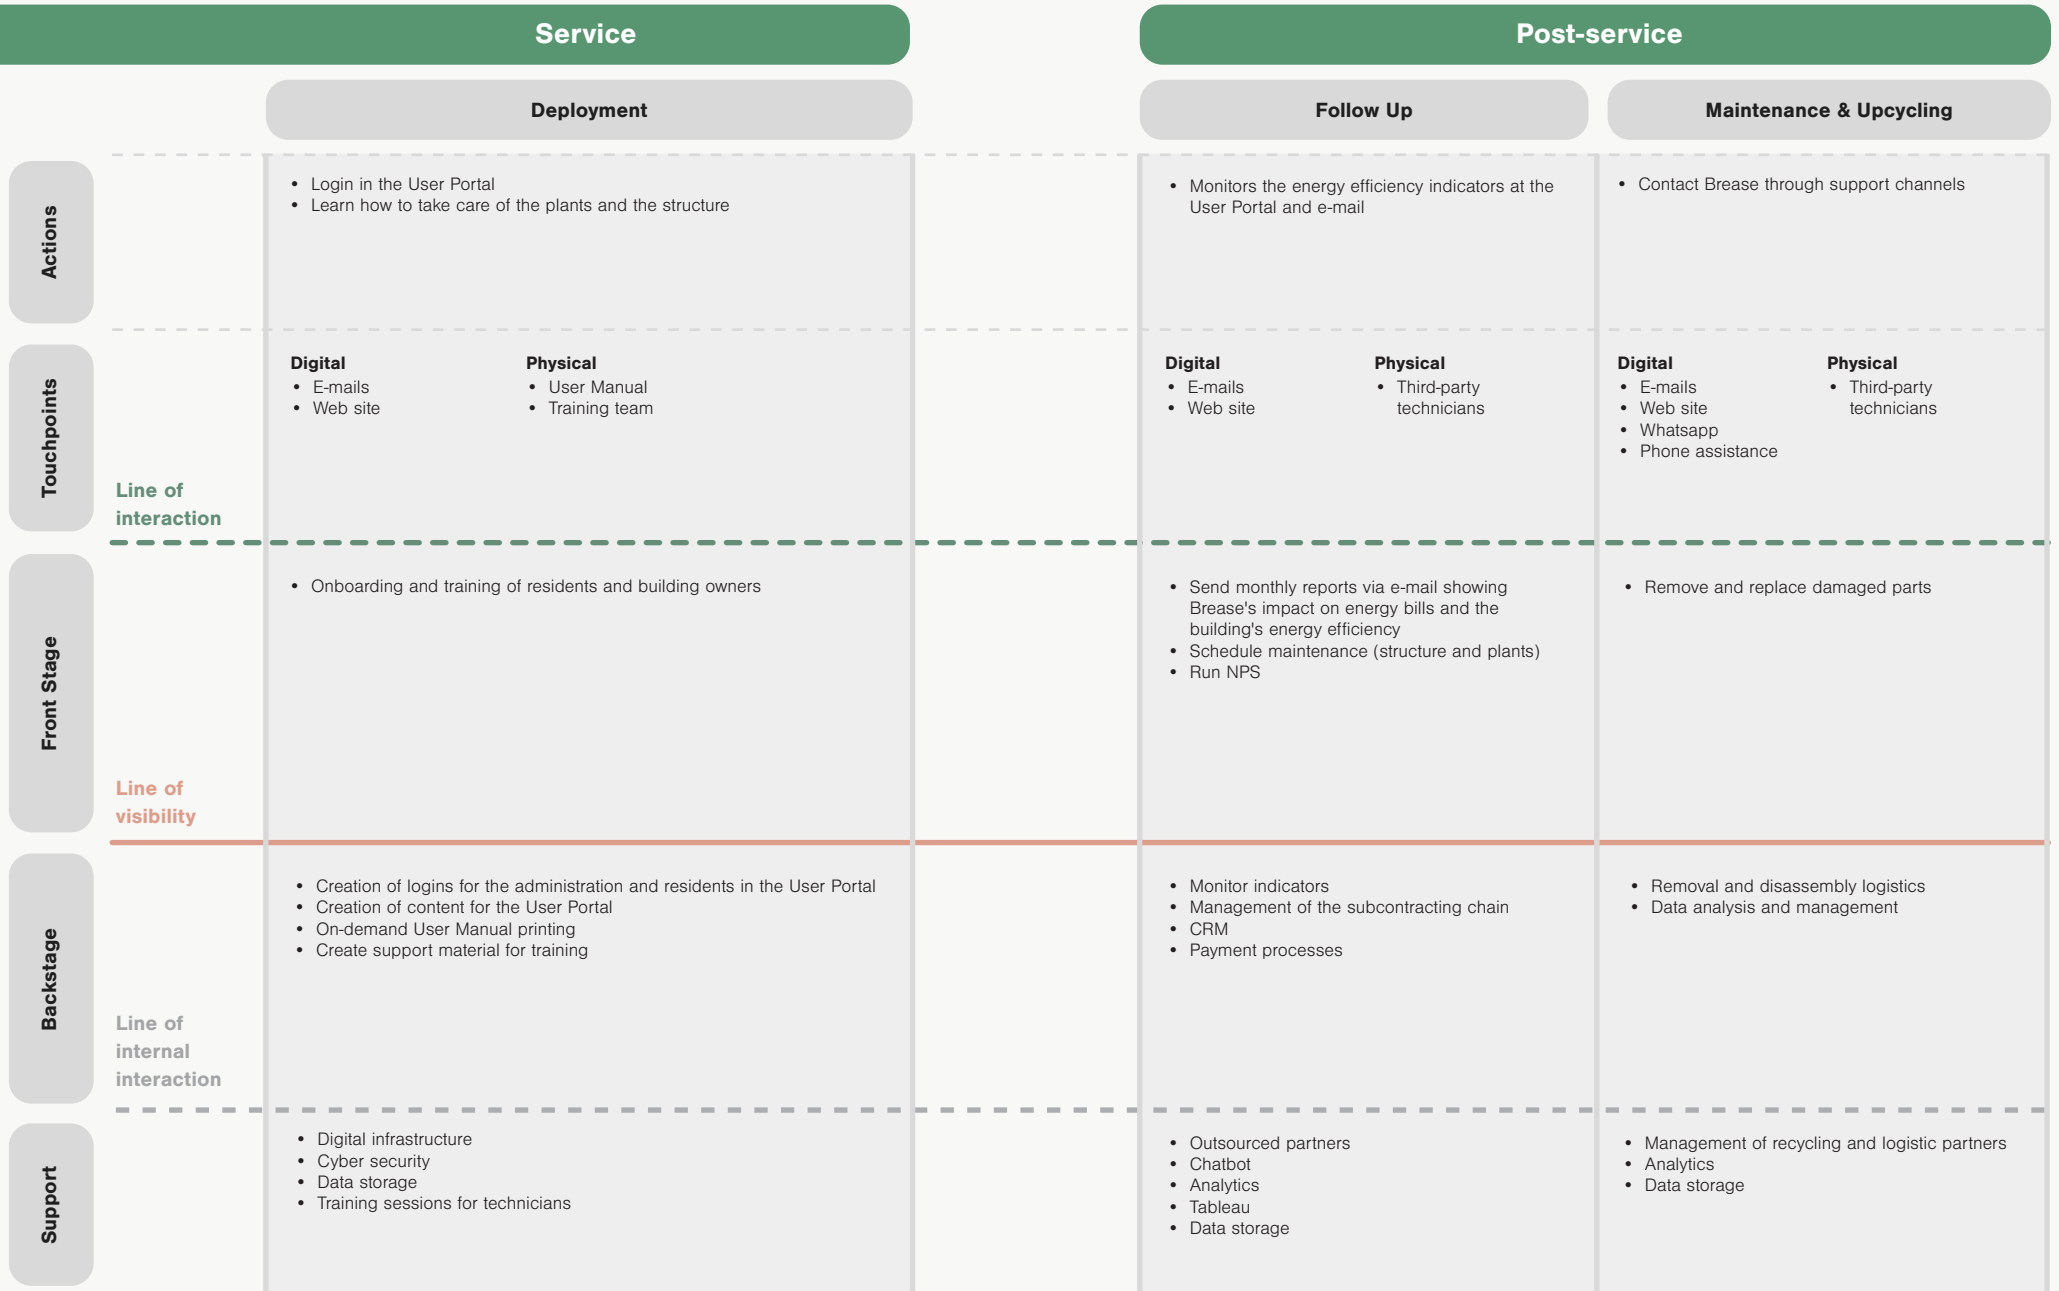 Service
Post-service
Deployment
Follow Up
Maintenance & Upcycling
Actions
• Login in the User Portal
• Learn how to take care of the plants and the structure
• Monitors the energy efficiency indicators at the
User Portal and e-mail
• Contact Brease through support channels
Touchpoints
Digital
• E-mails
• Web site
Physical
• User Manual
• Training team
Digital
• E-mails
• Web site
Physical
• Third-party
technicians
Digital
• E-mails
• Web site
• Whatsapp
• Phone assistance
Physical
• Third-party
technicians
Line of
interaction
Front Stage
• Onboarding and training of residents and building owners
• Send monthly reports via e-mail showing
Brease's impact on energy bills and the
building's energy efficiency
• Schedule maintenance (structure and plants)
• Run NPS
• Remove and replace damaged parts
Line of
visibility
Backstage
• Creation of logins for the administration and residents in the User Portal
• Creation of content for the User Portal
• On-demand User Manual printing
• Create support material for training
• Monitor indicators
• Management of the subcontracting chain
• CRM
• Payment processes
• Removal and disassembly logistics
• Data analysis and management
Line of
internal
interaction
Support
• Digital infrastructure
• Cyber security
• Data storage
• Training sessions for technicians
• Outsourced partners
• Chatbot
• Analytics
• Tableau
• Data storage
• Management of recycling and logistic partners
• Analytics
• Data storage